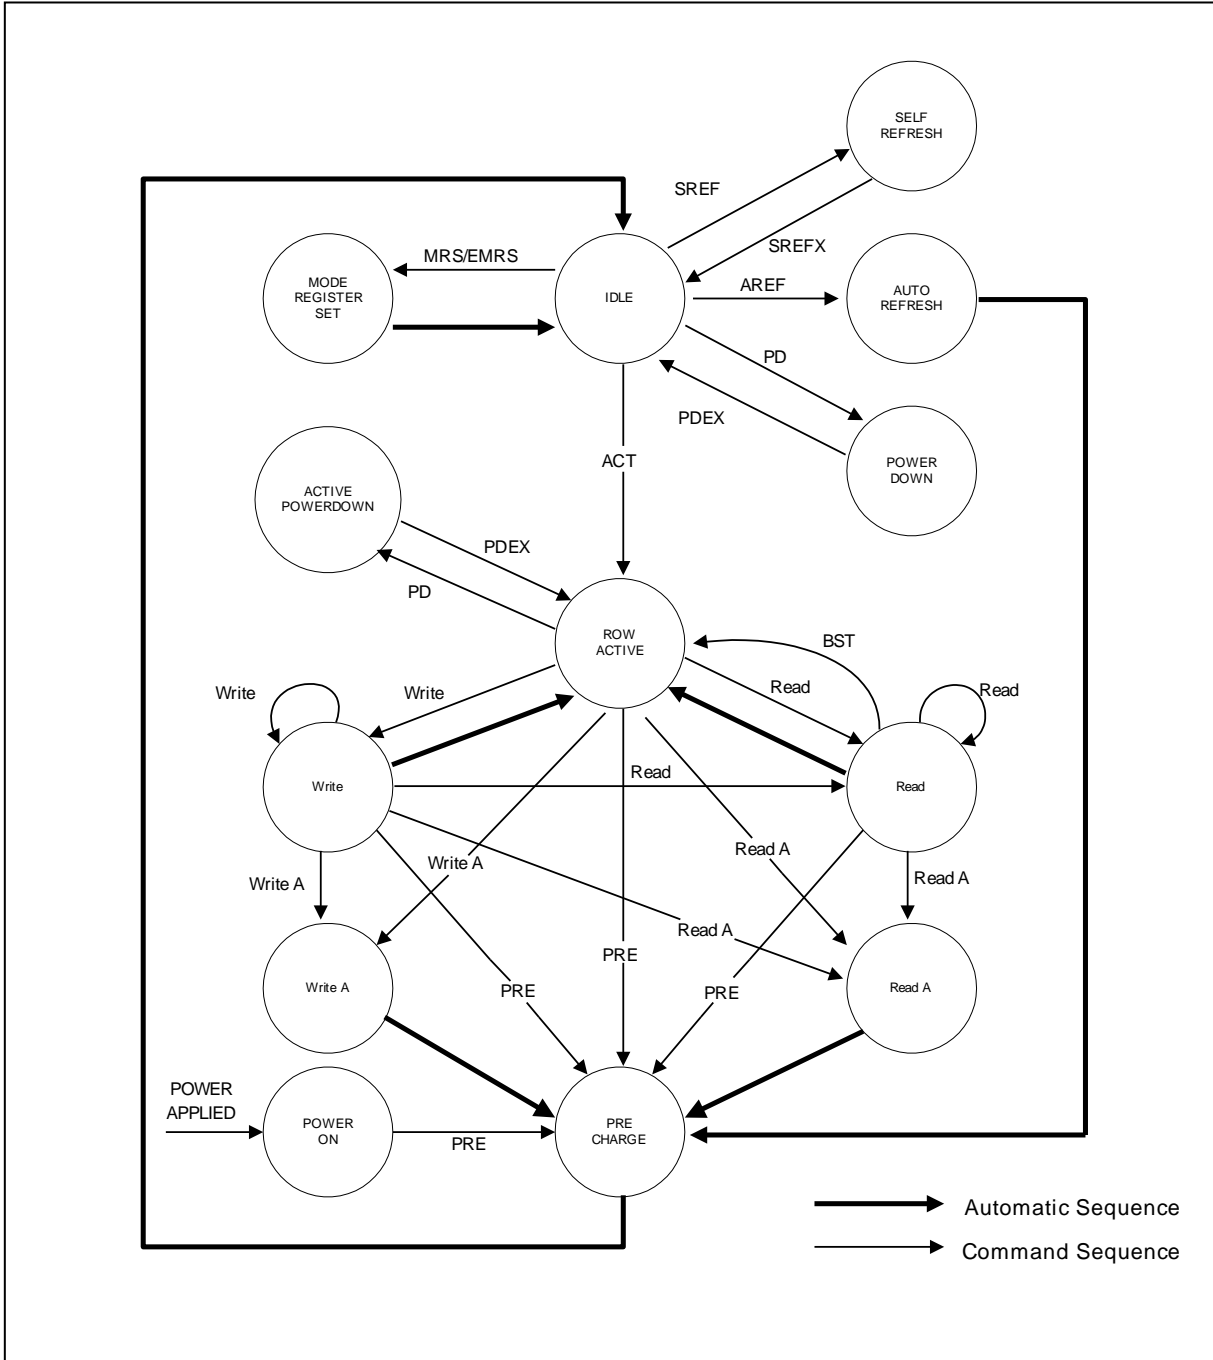 SELF
REFRESH
SREF
SREFX
MRS/EMRS
MODE
REGISTER
SET
IDLE
AREF
AUTO
REFRESH
PD
PDEX
POWER
DOWN
ACT
ACTIVE
POWERDOWN
PDEX
PD
ROW
ACTIVE
BST
Write
Write
Read
Read
Write
Read
Read
Write A
Write A
Read A
Read A
Read A
PRE
PRE
PRE
Write A
Read A
POWER
APPLIED
POWER
ON
PRE
PRE
CHARGE
Automatic Sequence
Command Sequence